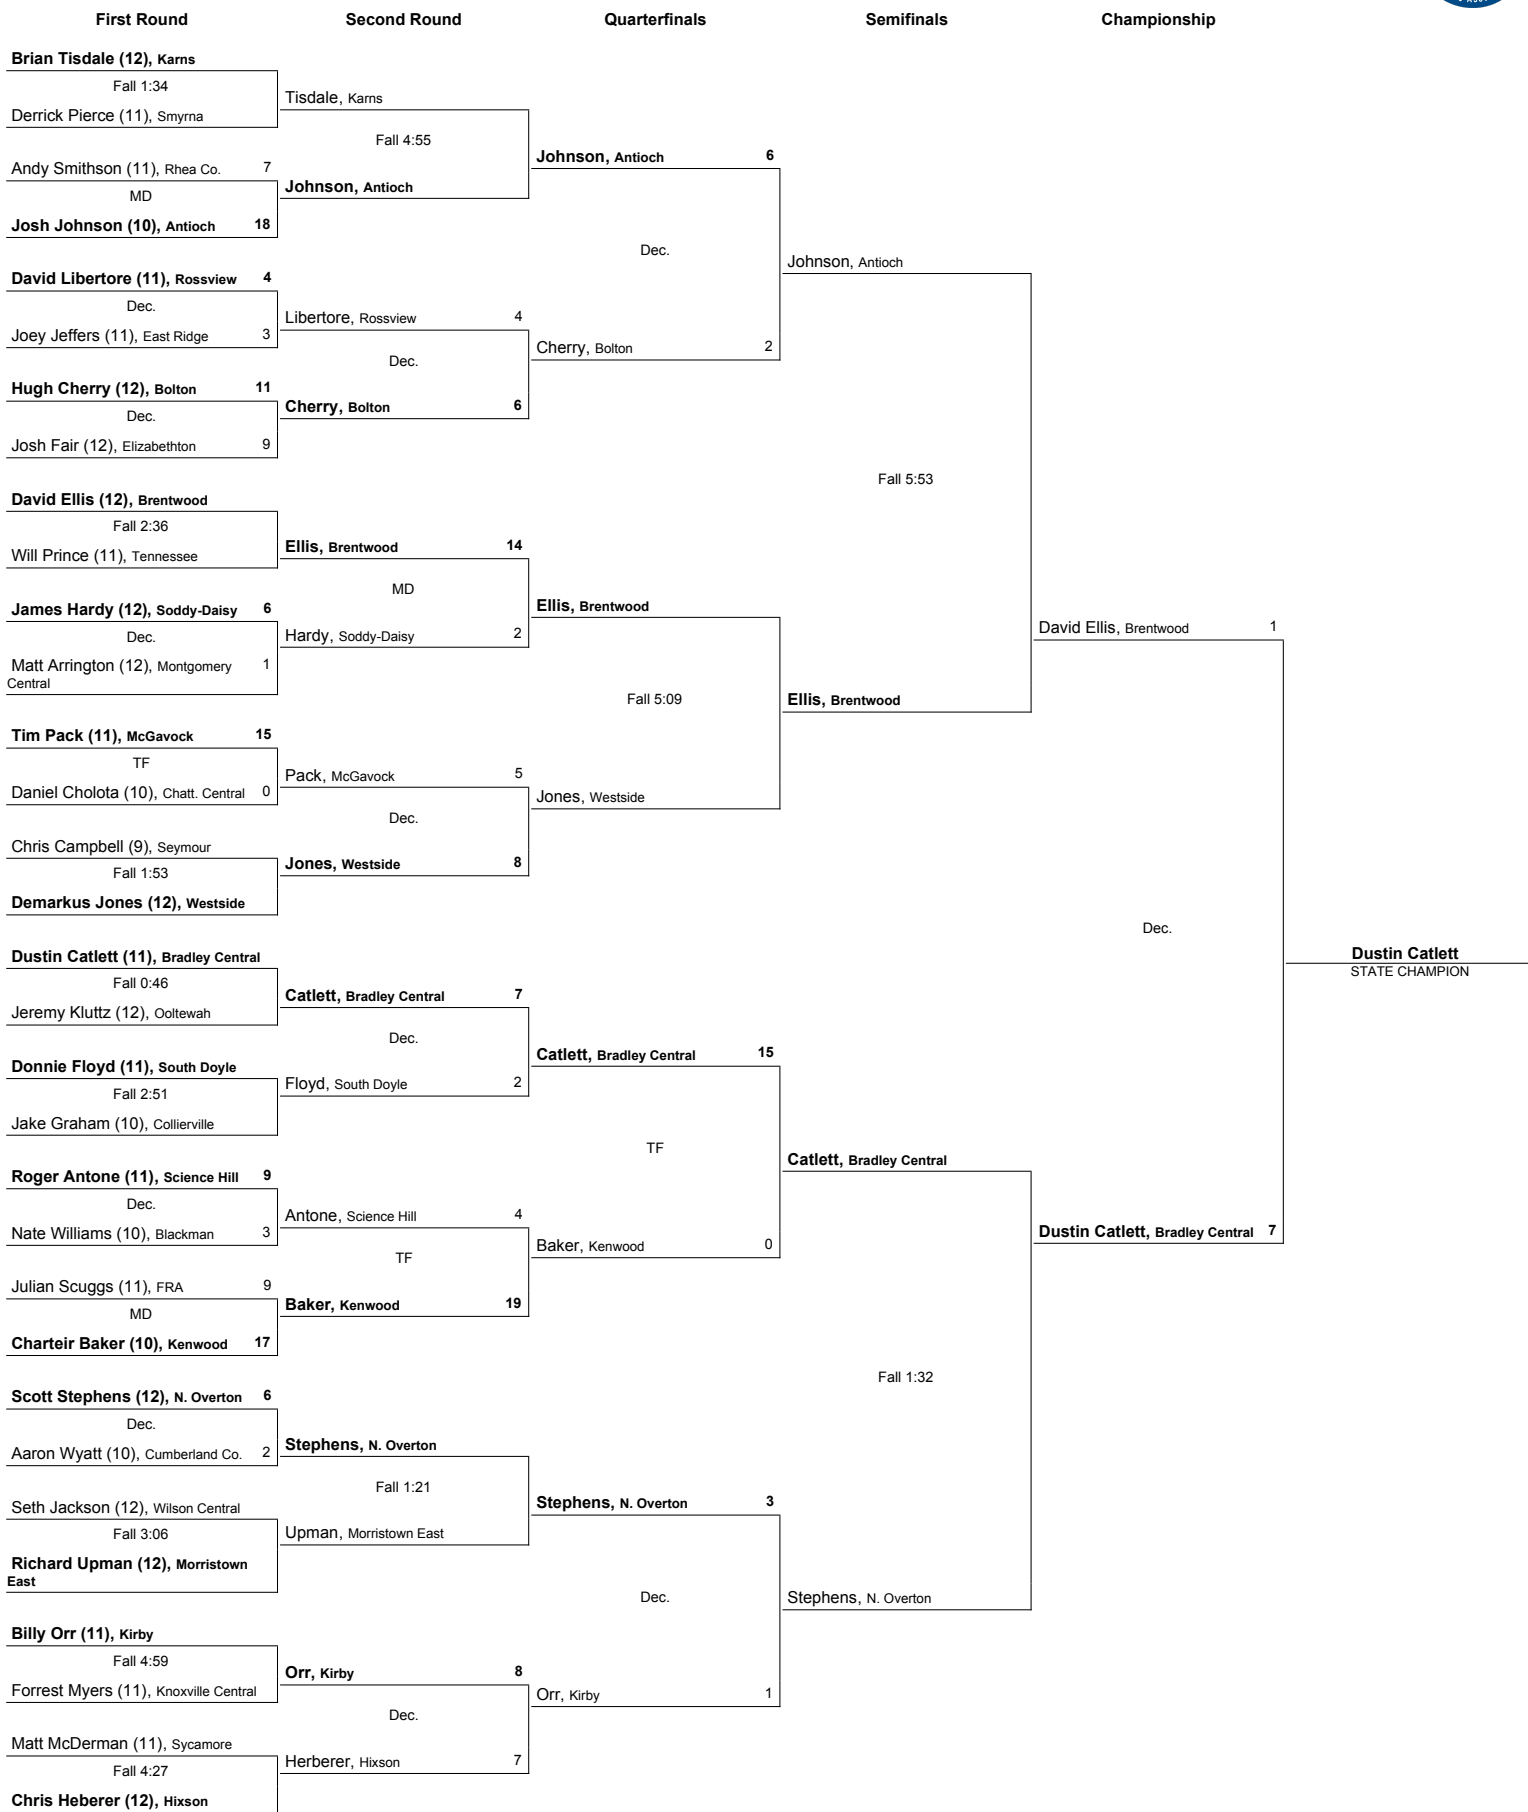 First Round Second Round Quarterfinals Semifinals Championship
Brian Tisdale (12), Karns
Fall 1:34
Derrick Pierce (11), Smyrna
Andy Smithson (11), Rhea Co. 7
MD
Josh Johnson (10), Antioch 18
David Libertore (11), Rossview 4
Dec.
Joey Jeffers (11), East Ridge 3
Hugh Cherry (12), Bolton 11
Dec.
Josh Fair (12), Elizabethton 9
David Ellis (12), Brentwood
Fall 2:36
Will Prince (11), Tennessee
James Hardy (12), Soddy-Daisy 6
Dec.
Matt Arrington (12), Montgomery 1
Central
Tim Pack (11), McGavock 15
TF
Daniel Cholota (10), Chatt. Central 0
Chris Campbell (9), Seymour
Fall 1:53
Demarkus Jones (12), Westside
Dustin Catlett (11), Bradley Central
Fall 0:46
Jeremy Kluttz (12), Ooltewah
Donnie Floyd (11), South Doyle
Fall 2:51
Jake Graham (10), Collierville
Roger Antone (11), Science Hill 9
Dec.
Nate Williams (10), Blackman 3
Julian Scuggs (11), FRA 9
MD
Charteir Baker (10), Kenwood 17
Scott Stephens (12), N. Overton 6
Dec.
Aaron Wyatt (10), Cumberland Co. 2
Seth Jackson (12), Wilson Central
Fall 3:06
Richard Upman (12), Morristown
East
Billy Orr (11), Kirby
Fall 4:59
Forrest Myers (11), Knoxville Central
Matt McDerman (11), Sycamore
Fall 4:27
Chris Heberer (12), Hixson
Tisdale, Karns
Fall 4:55
Johnson, Antioch
Libertore, Rossview 4
Dec.
Cherry, Bolton 6
Ellis, Brentwood 14
MD
Hardy, Soddy-Daisy 2
Pack, McGavock 5
Dec.
Jones, Westside 8
Catlett, Bradley Central 7
Dec.
Floyd, South Doyle 2
Antone, Science Hill 4
TF
Baker, Kenwood 19
Stephens, N. Overton
Fall 1:21
Upman, Morristown East
Orr, Kirby 8
Dec.
Herberer, Hixson 7
Johnson, Antioch 6
Dec.
Cherry, Bolton 2
Ellis, Brentwood
Fall 5:09
Jones, Westside
Catlett, Bradley Central 15
TF
Baker, Kenwood 0
Stephens, N. Overton 3
Dec.
Orr, Kirby 1
Johnson, Antioch
Fall 5:53
Ellis, Brentwood
Catlett, Bradley Central
Fall 1:32
Stephens, N. Overton
David Ellis, Brentwood 1
Dec.
Dustin Catlett, Bradley Central 7
Dustin Catlett
STATE CHAMPION